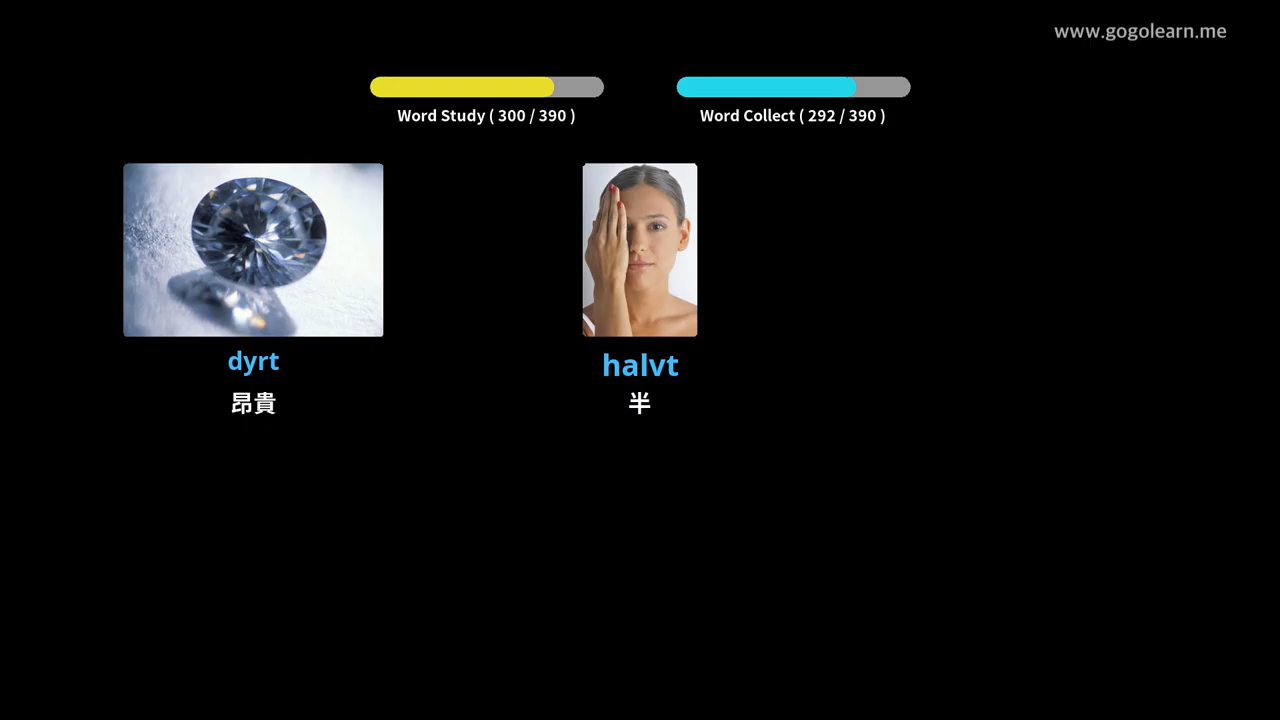 www.gogolearn.me
Word Study ( 300 / 390 )
Word Collect ( 292 / 390 )
dyrt
昂貴
halvt
半